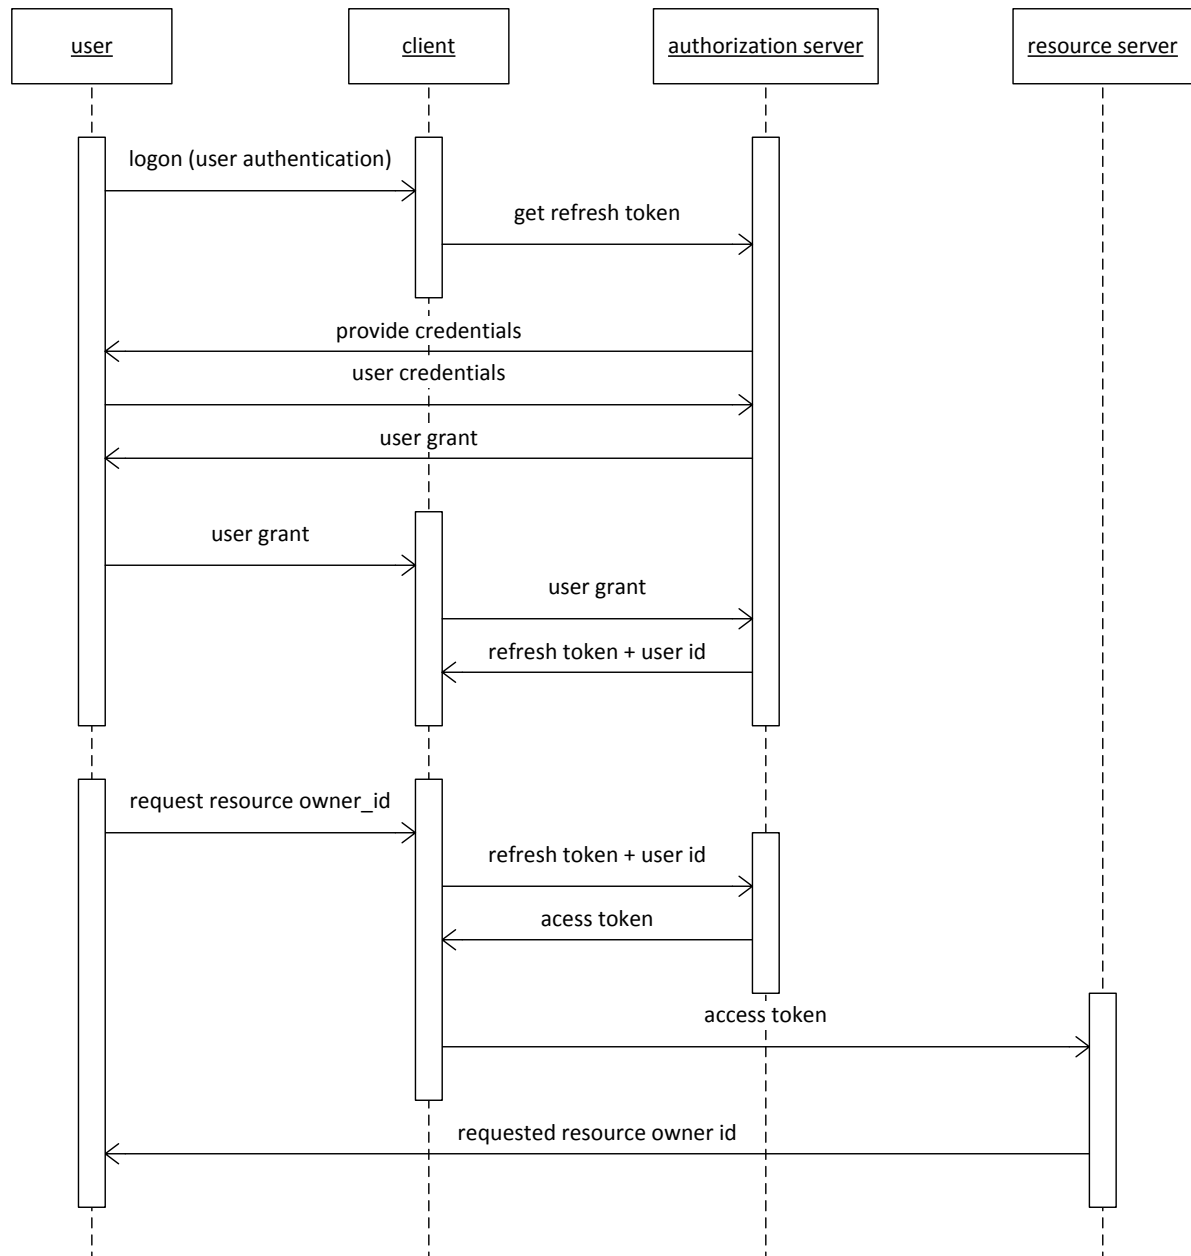 user
client
authorization server
resource server
logon (user authentication)
get refresh token
provide credentials
user credentials
user grant
user grant
user grant
refresh token + user id
request resource owner_id
refresh token + user id
acess token
access token
requested resource owner id